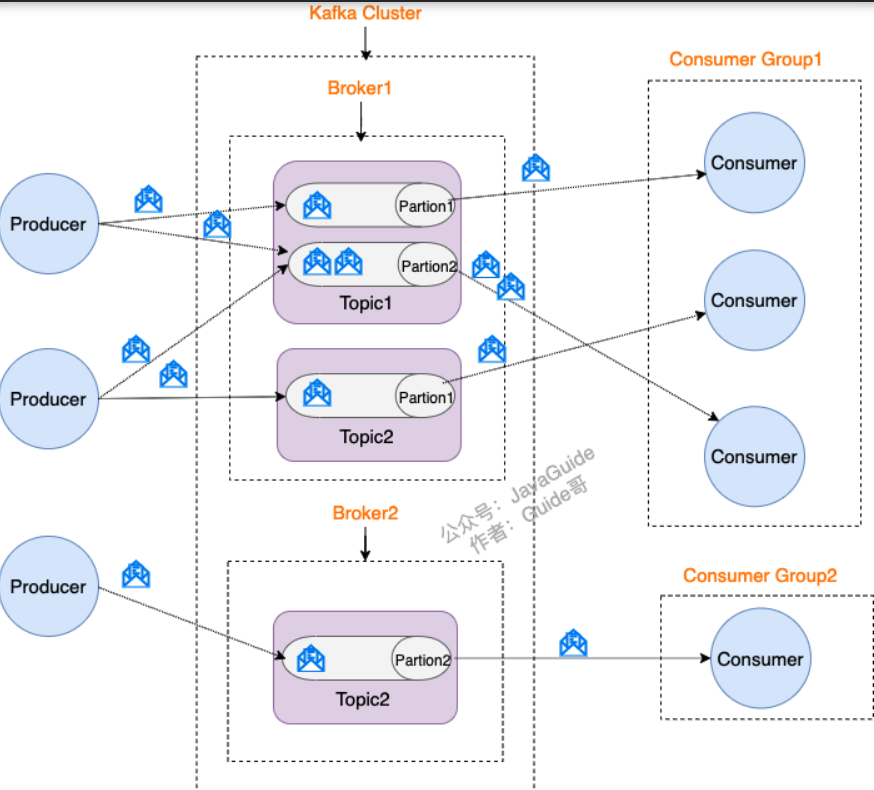 Kafka Cluster
Consumer Group1
Broker1
Consumer
Producer
Partion1
Partion2
Topic1
Consumer
Producer
Partion1
Topic2
Consumer
公众号：JavaGuide
作者：Guide哥
Broker2
Producer
Consumer Group2
Partion2
Topic2
Consumer